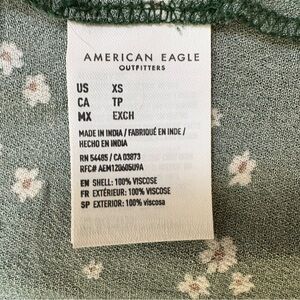 AMERICAN EAGLE
OUTFITTERS
US XS
CA TP
MX EXCH
MADE IN INDIA / FABRIQUÉ EN INDE /
HECHO EN INDIA
RN 54485 / CA 03873
RFC# AEM120605U9A
EN SHELL: 100% VISCOSE
FR EXTÉRIEUR: 100% VISCOSE
SP EXTERIOR: 100% viscosa